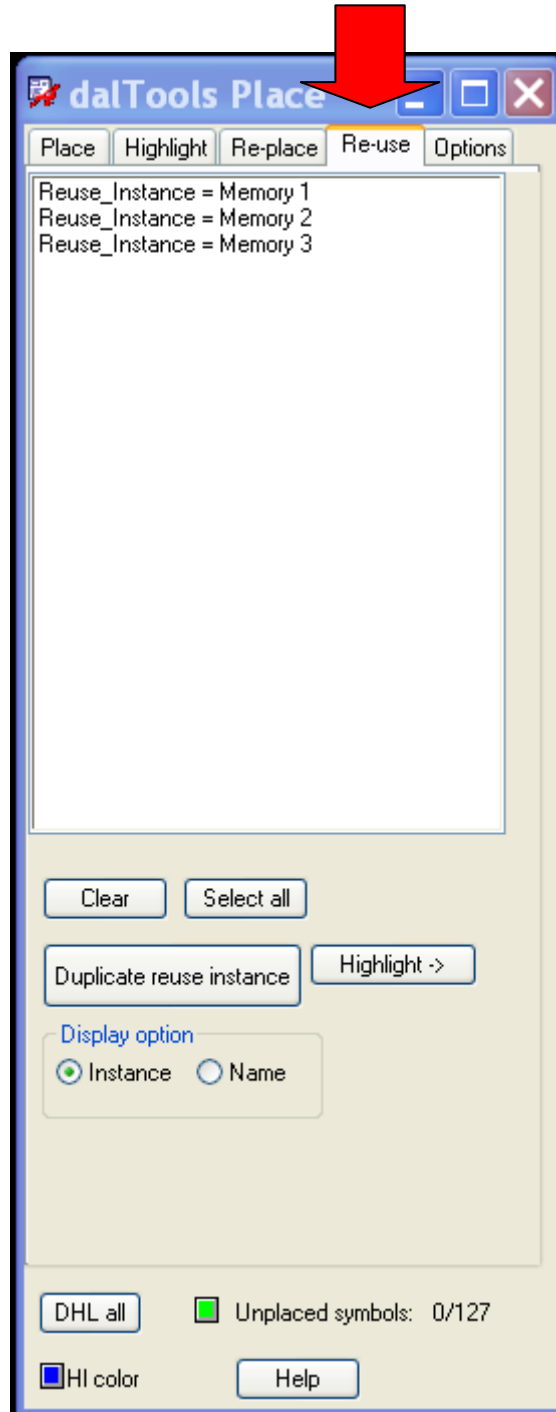 dalTools Place
Place Highlight Re-place Re-use Options
Reuse_Instance = Memory 1
Reuse_Instance = Memory 2
Reuse_Instance = Memory 3
Clear Select all
Duplicate reuse instance Highlight ->
Display option
Instance Name
DHL all Unplaced symbols: 0/127
HI color Help